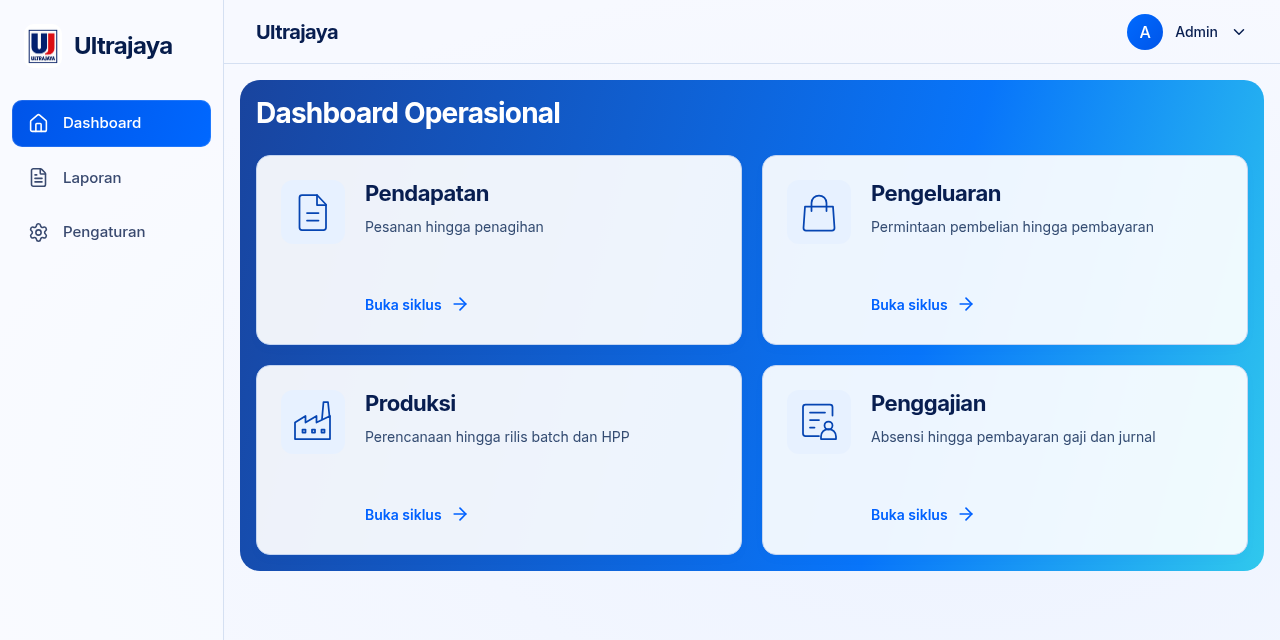 ULTRAJAYA
Ultrajaya
Dashboard
Laporan
Pengaturan
Ultrajaya
A
Admin
Dashboard Operasional
Pendapatan
Pesanan hingga penagihan
Buka siklus
Pengeluaran
Permintaan pembelian hingga pembayaran
Buka siklus
Produksi
Perencanaan hingga rilis batch dan HPP
Buka siklus
Penggajian
Absensi hingga pembayaran gaji dan jurnal
Buka siklus